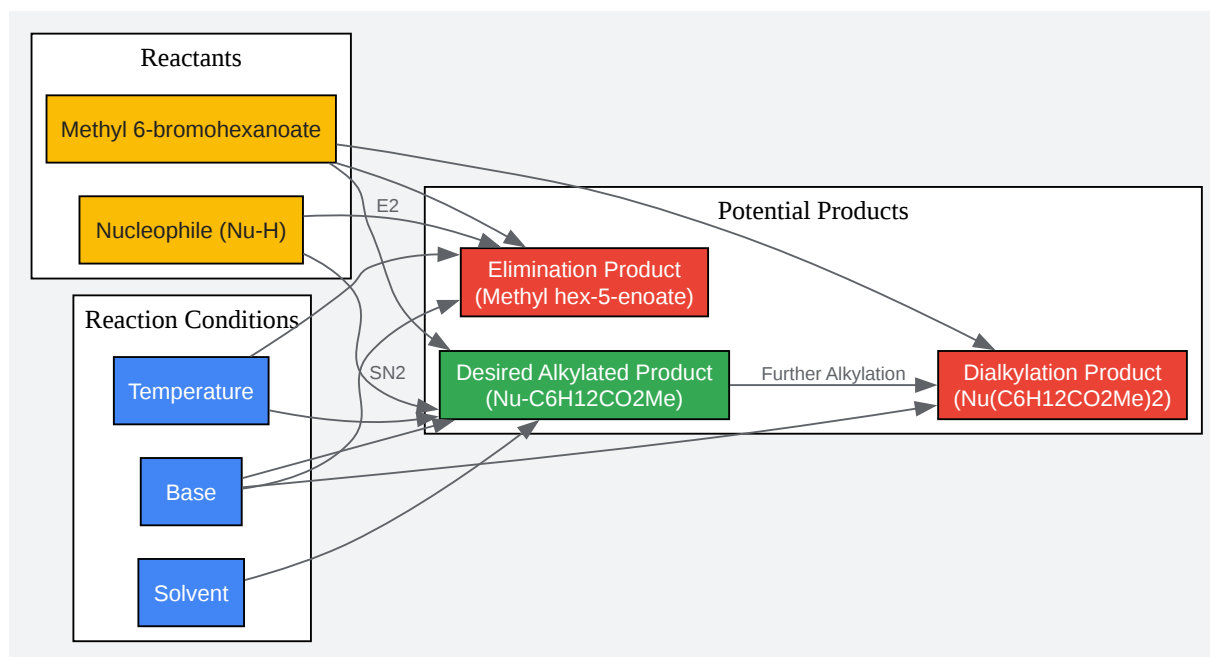 Reactants
Methyl 6-bromohexanoate
Nucleophile (Nu-H)
Reaction Conditions
Temperature
Base
Solvent
E2
SN2
Potential Products
Elimination Product
(Methyl hex-5-enoate)
Desired Alkylated Product
(Nu-C6H12CO2Me)
Further Alkylation
Dialkylation Product
(Nu(C6H12CO2Me)2)